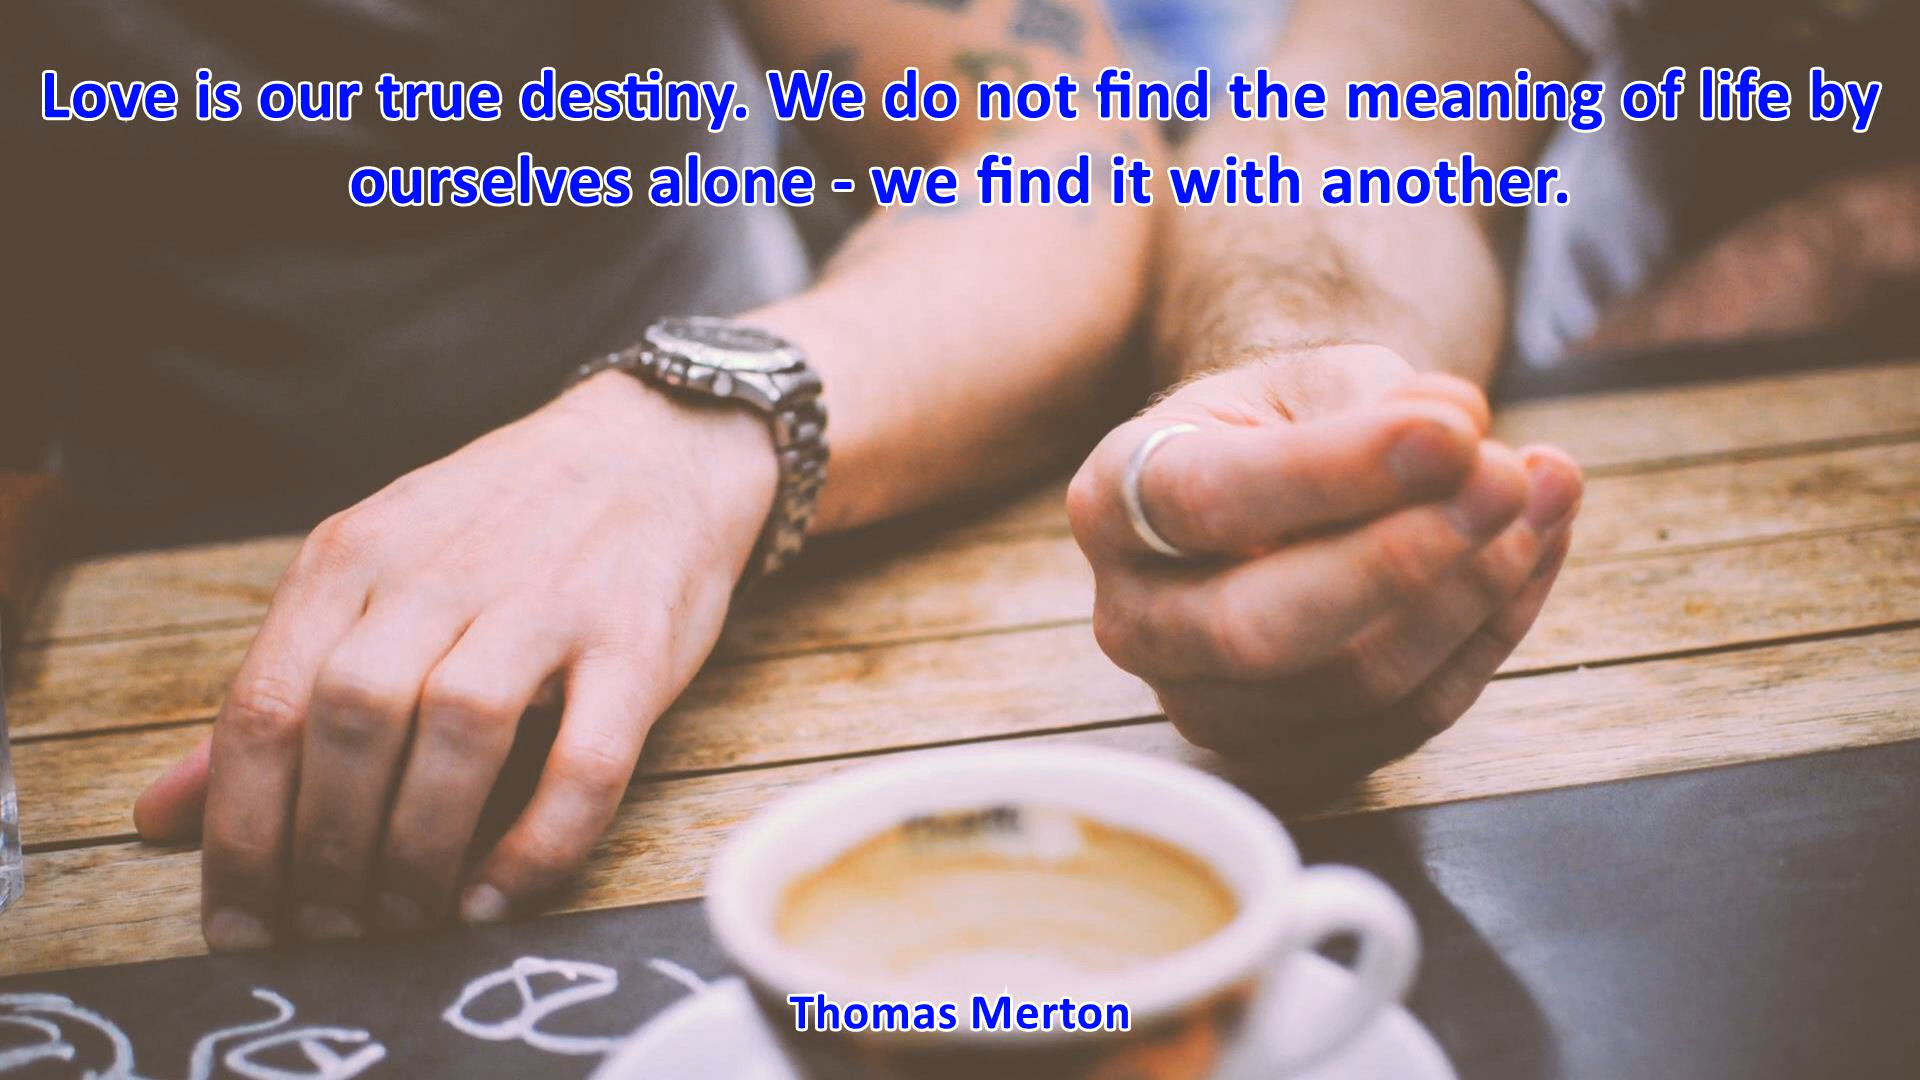 Love is our true destiny. We do not find the meaning of life by
ourselves alone - we find it with another.
Thomas Merton